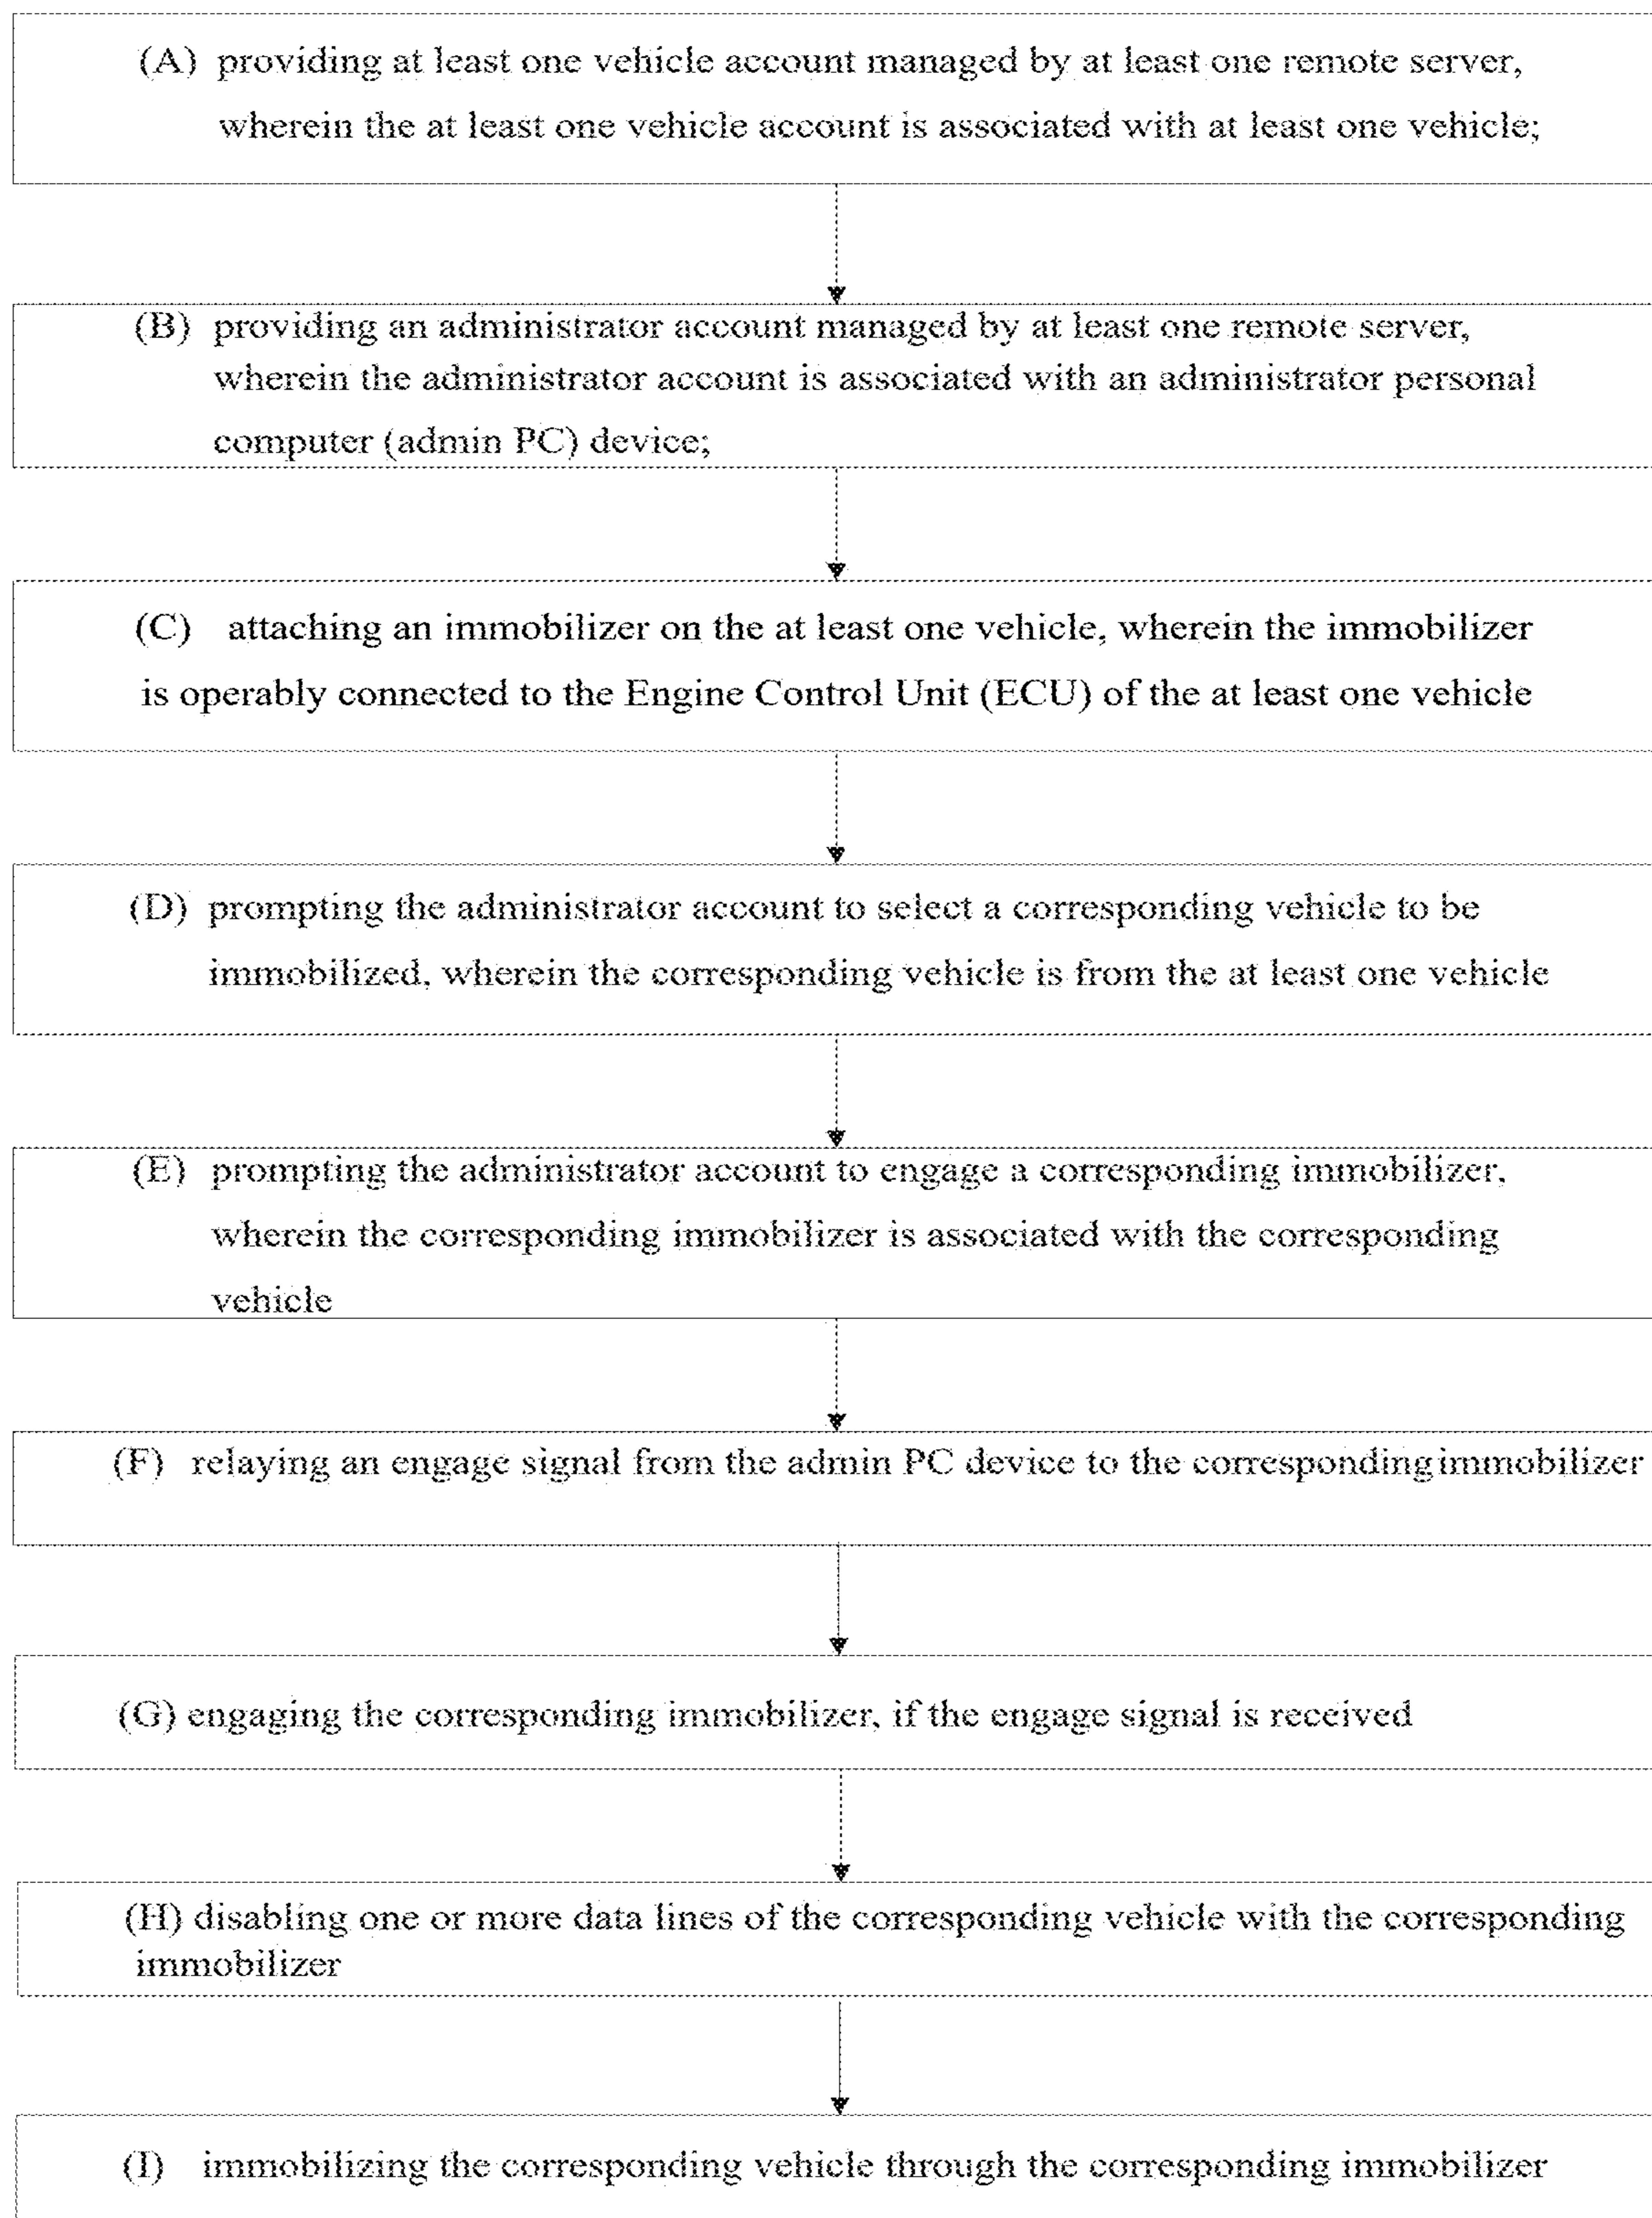 (A) providing at least one vehicle account managed by at least one remote server,
wherein the at least one vehicle account is associated with at least one vehicle;
(B) providing an administrator account managed by at least one remote server,
wherein the administrator account is associated with an administrator personal
computer (admin PC) device;
(C) attaching an immobilizer on the at least one vehicle, wherein the immobilizer
is operably connected to the Engine Control Unit (ECU) of the at least one vehicle
(D) prompting the administrator account to select a corresponding vehicle to be
immobilized, wherein the corresponding vehicle is from the at least one vehicle
(E) prompting the administrator account to engage a corresponding immobilizer,
wherein the corresponding immobilizer is associated with the corresponding
vehicle
(F) relaying an engage signal from the admin PC device to the corresponding immobilizer
(G) engaging the corresponding immobilizer, if the engage signal is received
(H) disabling one or more data lines of the corresponding vehicle with the corresponding
immobilizer
(I) immobilizing the corresponding vehicle through the corresponding immobilizer